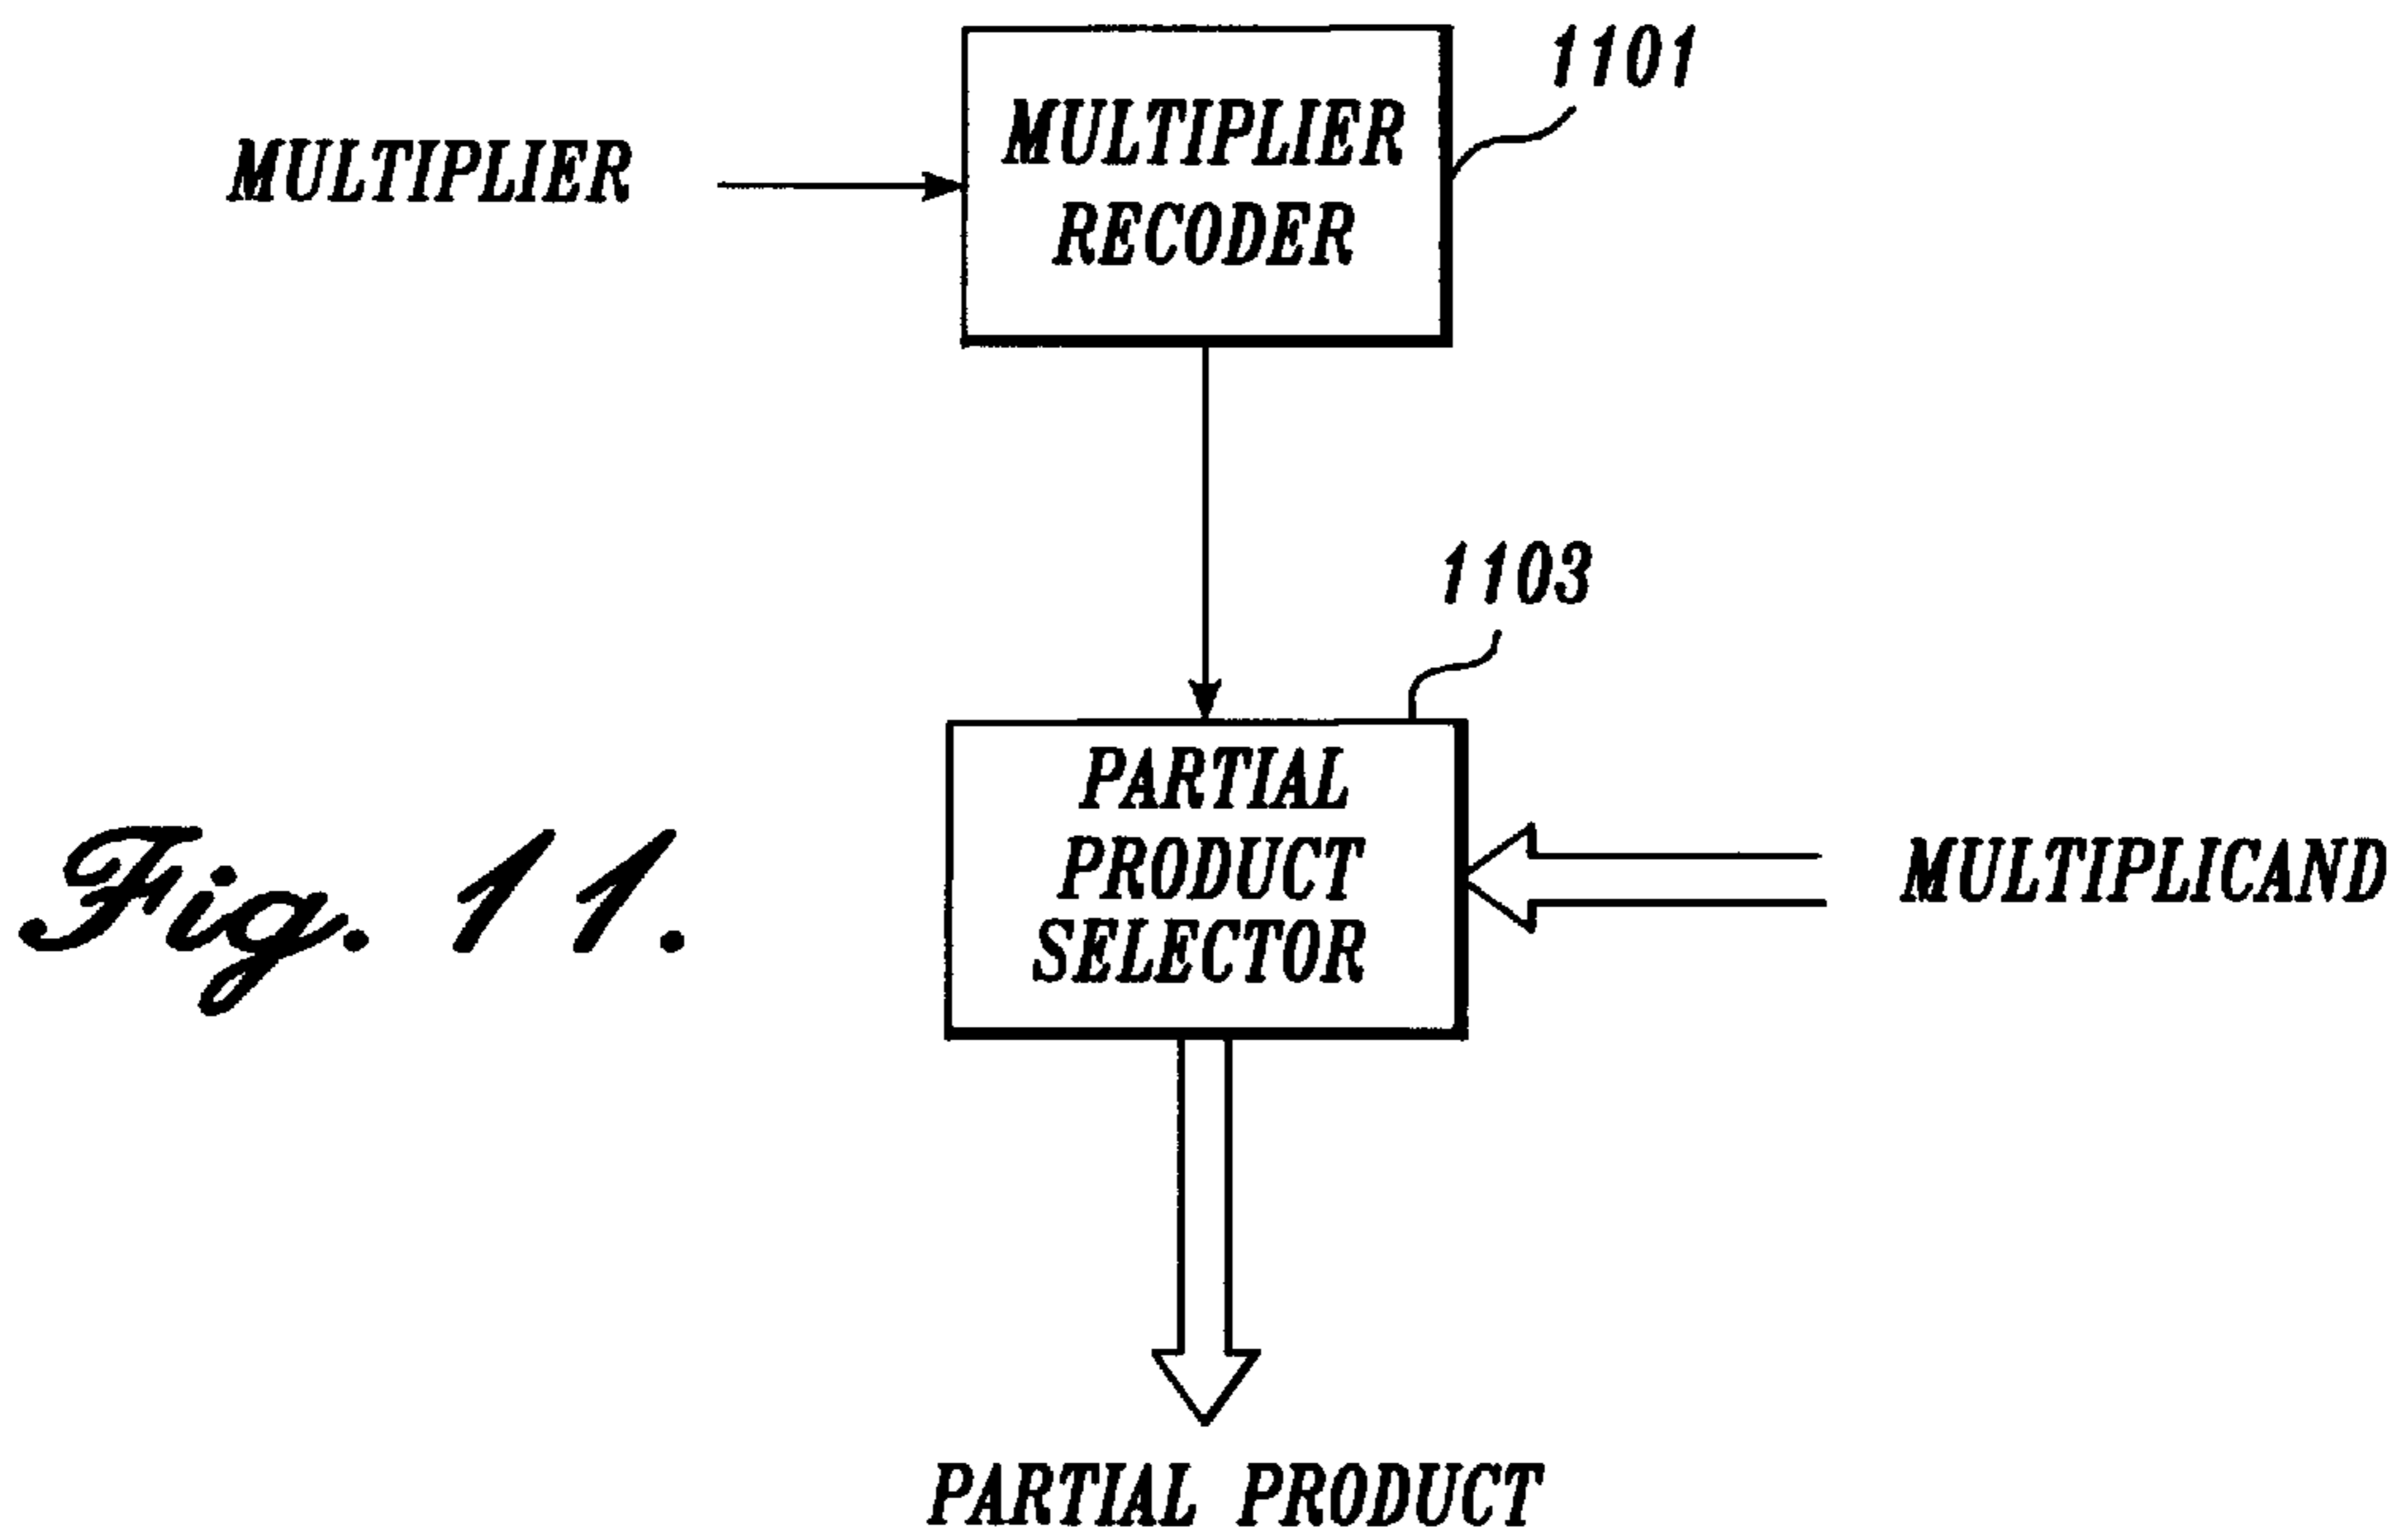 1101
MULTIPLIER
MULTIPLIER
RECODER
1103
PARTIAL
PRODUCT
SELECTOR
MULTIPLICAND
Fig. 11.
PARTIAL PRODUCT